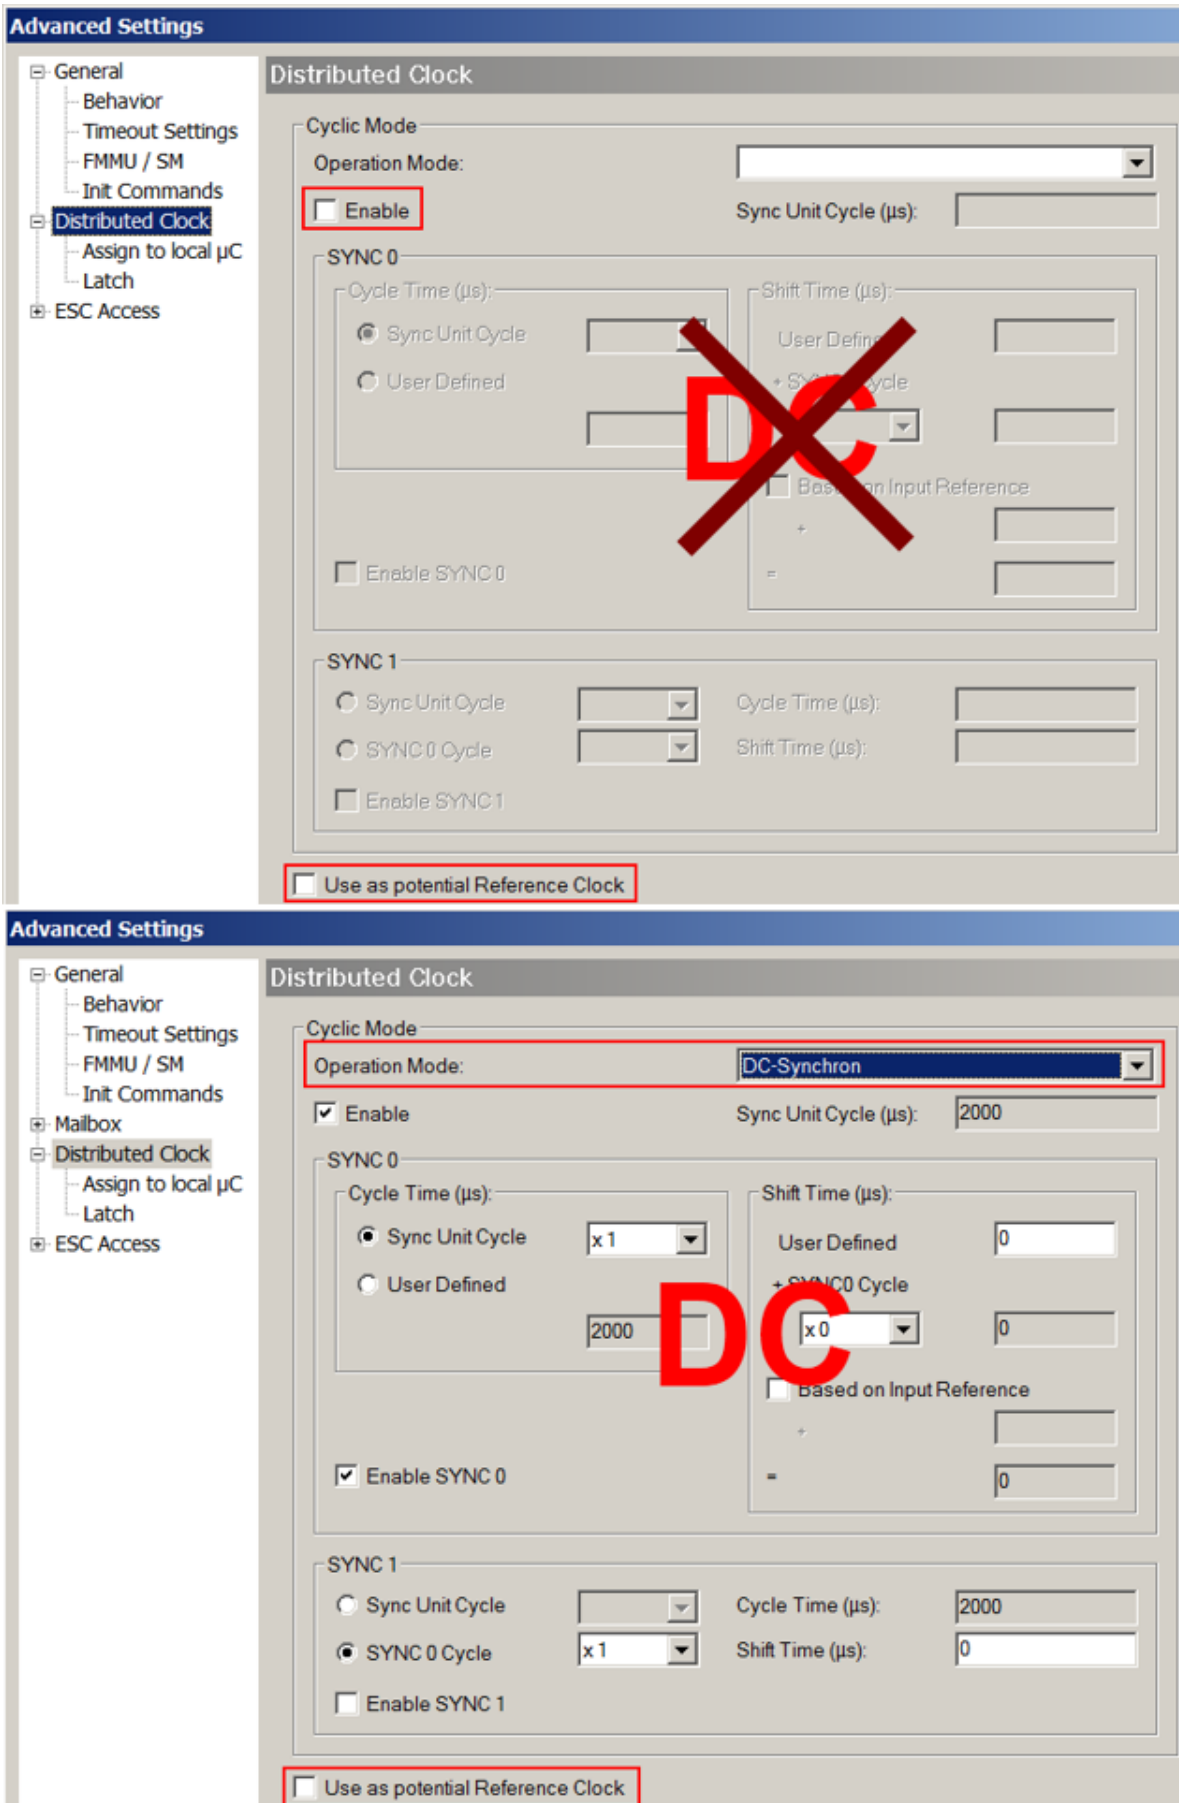 Advanced Settings
General
Behavior
Timeout Settings
FMMU / SM
Init Commands
Distributed Clock
Assign to local µC
Latch
ESC Access
Distributed Clock
Cyclic Mode
Operation Mode:
Enable
Sync Unit Cycle (µs):
SYNC 0
Cycle Time (µs):
Sync Unit Cycle
User Defined
Enable SYNC 0
Shift Time (µs):
User Define
Cycle
Based on Input Reference
+
=
DC
SYNC 1
Sync Unit Cycle
SYNC 0 Cycle
Enable SYNC 1
Cycle Time (µs):
Shift Time (µs):
Use as potential Reference Clock
Advanced Settings
General
Behavior
Timeout Settings
FMMU / SM
Init Commands
Mailbox
Distributed Clock
Assign to local µC
Latch
ESC Access
Distributed Clock
Cyclic Mode
Operation Mode: DC-Synchron
Enable
Sync Unit Cycle (µs): 2000
SYNC 0
Cycle Time (µs):
Sync Unit Cycle x 1
User Defined
2000
Enable SYNC 0
Shift Time (µs):
User Defined 0
+ SYNC0 Cycle
x 0 0
Based on Input Reference
+
= 0
DC
SYNC 1
Sync Unit Cycle
SYNC 0 Cycle x 1
Enable SYNC 1
Cycle Time (µs): 2000
Shift Time (µs): 0
Use as potential Reference Clock